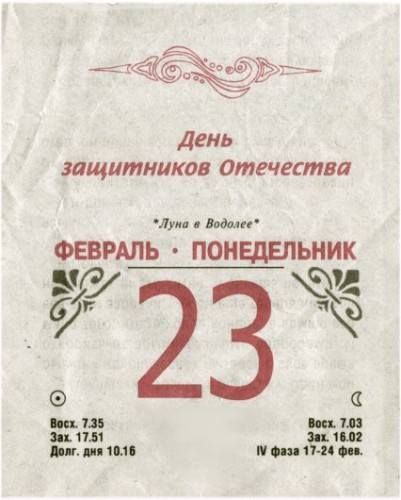 День
защитников Отечества
*Луна в Водолее*
ФЕВРАЛЬ · ПОНЕДЕЛЬНИК
23
Восх. 7.35
Зах. 17.51
Долг. дня 10.16
Восх. 7.03
Зах. 16.02
IV фаза 17-24 фев.